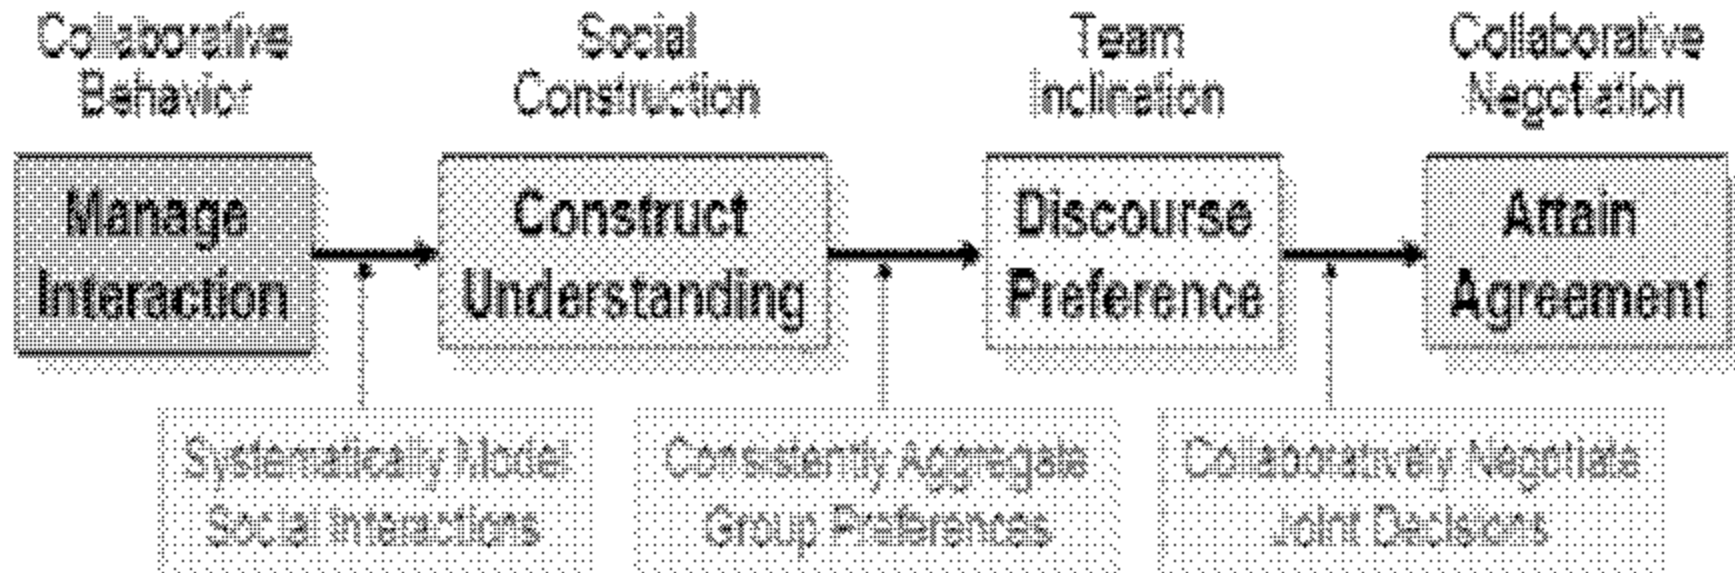 Collaborative
Behavior
Social
Construction
Team
Inclination
Collaborative
Negotiation
Manage
Interaction
Construct
Understanding
Discourse
Preference
Attain
Agreement
Systematically Model
Social Interactions
Consistently Aggregate
Group Preferences
Collaboratively Negotiate
Joint Decisions